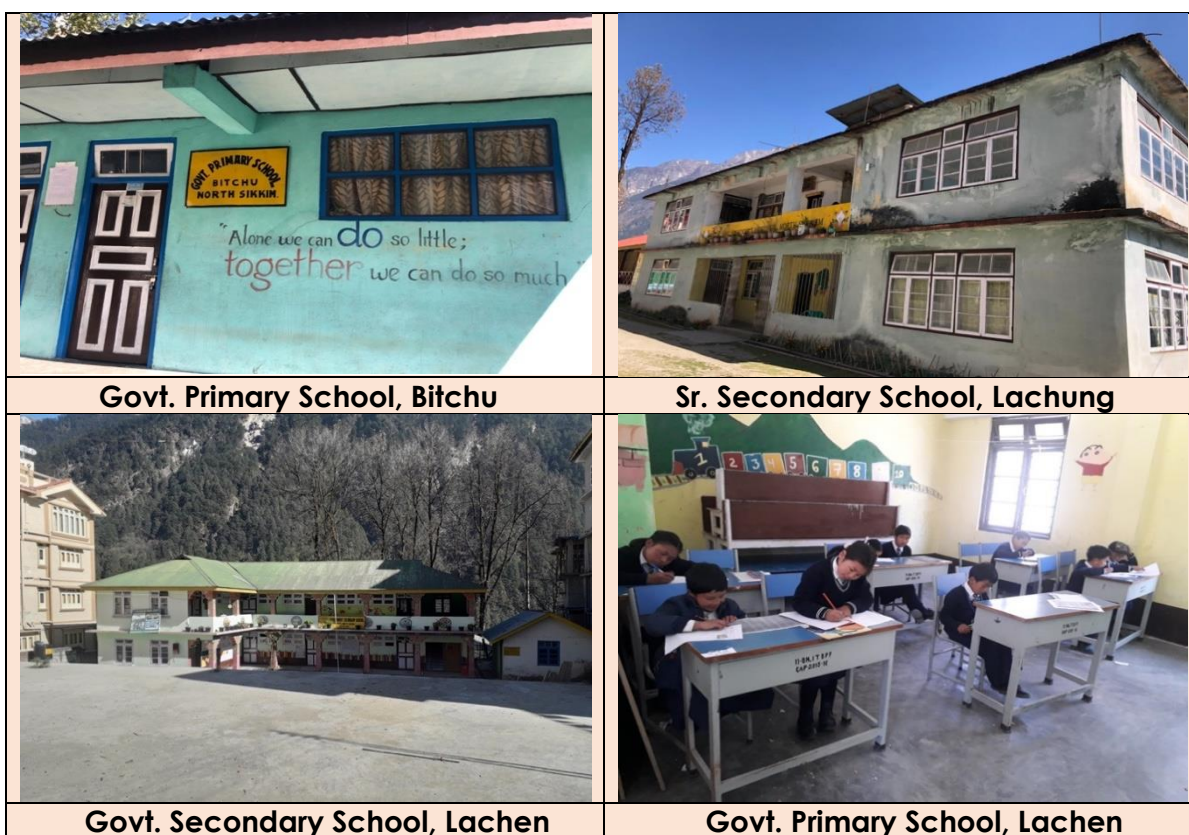 GOVT. PRIMARY SCHOOL
BITCHU
NORTH SIKKIM.
"Alone we can do so little;
together we can do so much"
Govt. Primary School, Bitchu
Sr. Secondary School, Lachung
1 2 3 4 5 6 7 8 9 10
Govt. Secondary School, Lachen
Govt. Primary School, Lachen